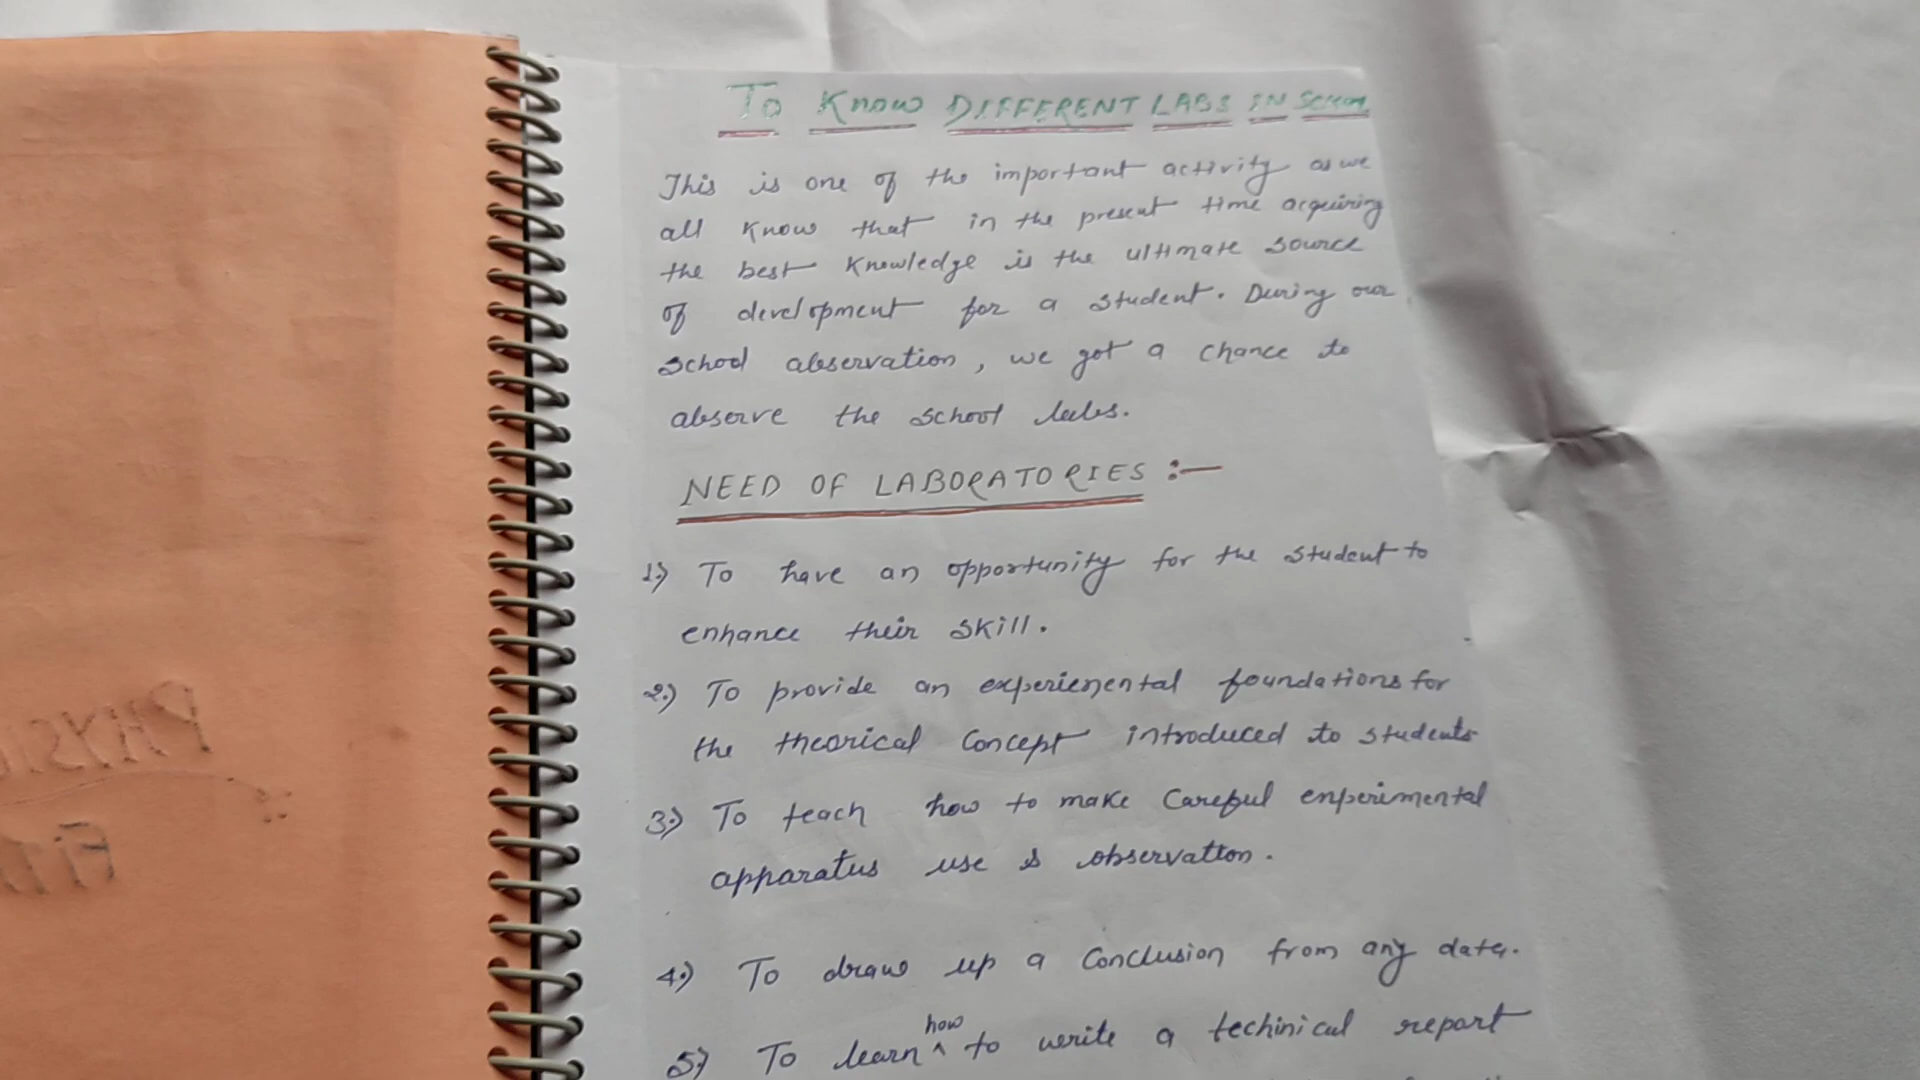 TO KNOW DIFFERENT LABS IN SCHOOL
This is one of the important activity as we
all know that in the present time acquiring
the best knowledge is the ultimate source
of development for a student. During our
school abservation, we got a chance to
abserve the school labs.
NEED OF LABORATORIES :—
1) To have an opportunity for the student to
enhance their skill.
2.) To provide an experienental foundations for
the theorical concept introduced to students
3.) To teach how to make careful enperimental
apparatus use & observation.
4.) To draw up a conclusion from any data.
how
5) To learn ^ to write a techinical report